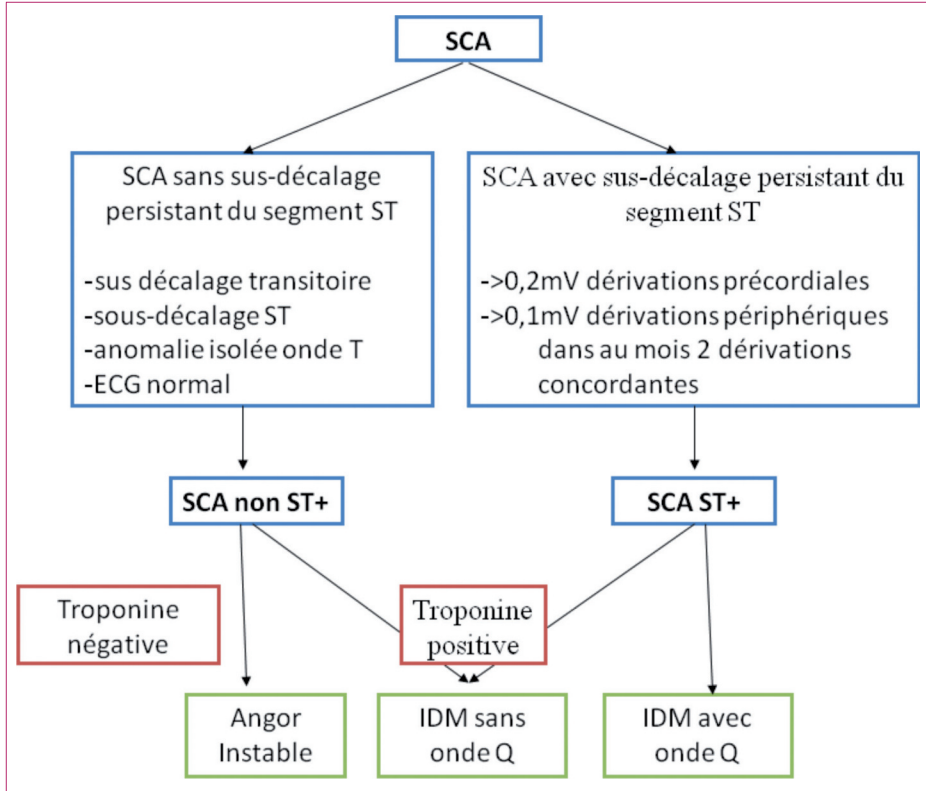 SCA
SCA sans sus-décalage
persistant du segment ST
-sus décalage transitoire
-sous-décalage ST
-anomalie isolée onde T
-ECG normal
SCA avec sus-décalage persistant du
segment ST
->0,2mV dérivations précordiales
->0,1mV dérivations périphériques
dans au mois 2 dérivations
concordantes
SCA non ST+
SCA ST+
Troponine
négative
Troponine
positive
Angor
Instable
IDM sans
onde Q
IDM avec
onde Q